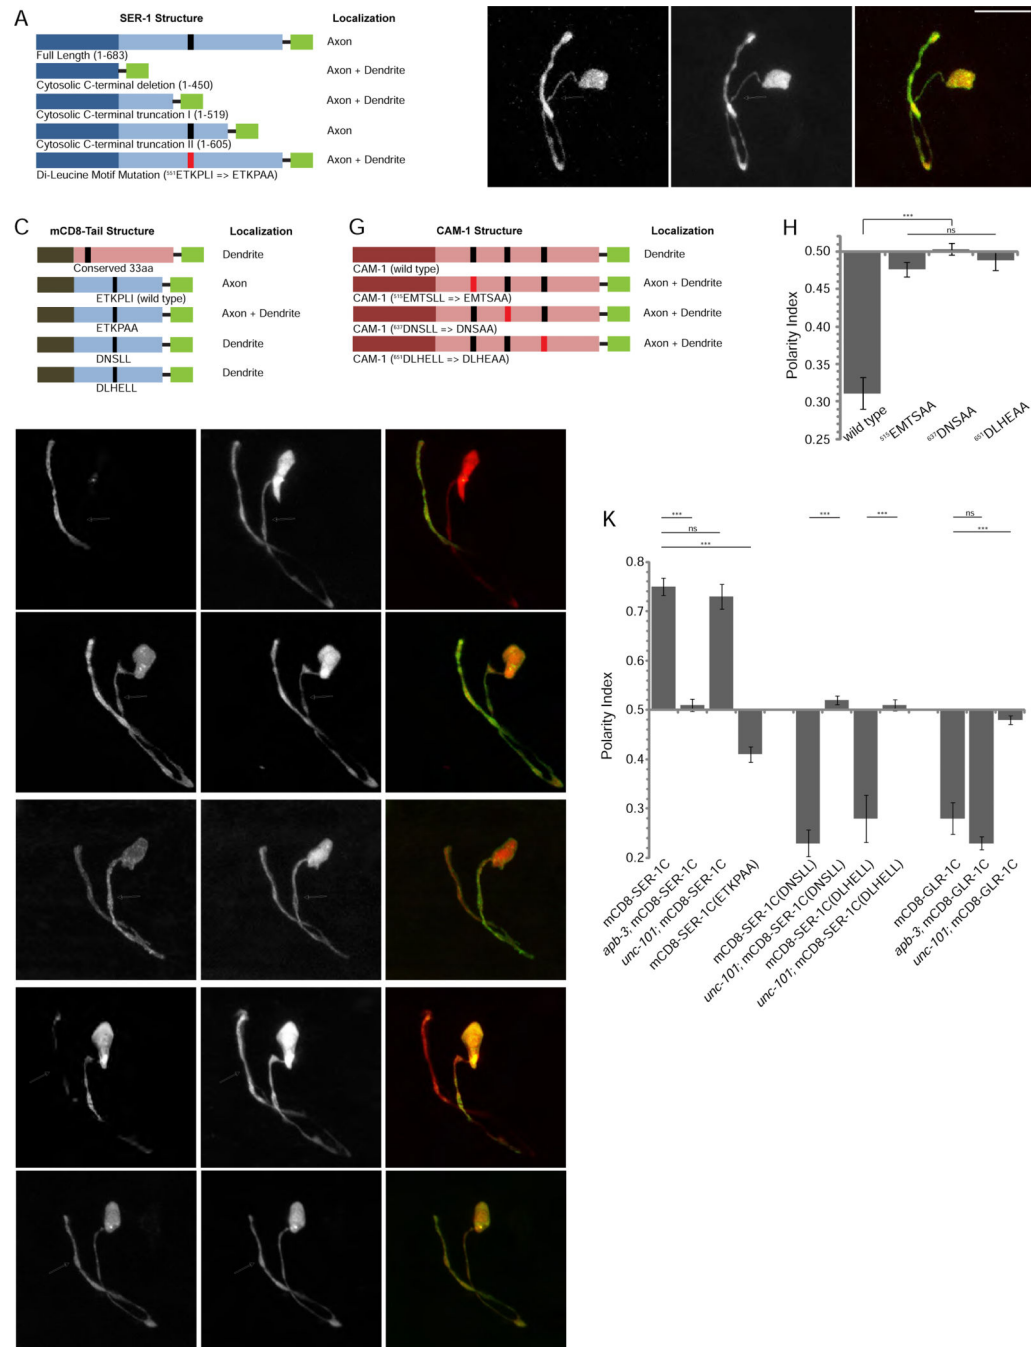 A
SER-1 Structure
Localization
Full Length (1-683)
Axon
Cytosolic C-terminal deletion (1-450)
Axon + Dendrite
Cytosolic C-terminal truncation I (1-519)
Axon + Dendrite
Cytosolic C-terminal truncation II (1-605)
Axon
Di-Leucine Motif Mutation (⁵⁵¹ETKPLI => ETKPAA)
Axon + Dendrite
C
mCD8-Tail Structure
Localization
Conserved 33aa
Dendrite
ETKPLI (wild type)
Axon
ETKPAA
Axon + Dendrite
DNSLL
Dendrite
DLHELL
Dendrite
G
CAM-1 Structure
Localization
CAM-1 (wild type)
Dendrite
CAM-1 (⁵¹⁵EMTSLL => EMTSAA)
Axon + Dendrite
CAM-1 (⁶³⁷DNSLL => DNSAA)
Axon + Dendrite
CAM-1 (⁶⁵¹DLHELL => DLHEAA)
Axon + Dendrite
H
***
ns
Polarity Index
0.50
0.45
0.40
0.35
0.30
0.25
wild type
⁵¹⁵EMTSAA
⁶³⁷DNSAA
⁶⁵¹DLHEAA
K
***
ns
***
***
***
ns
***
Polarity Index
0.8
0.7
0.6
0.5
0.4
0.3
0.2
mCD8-SER-1C
apb-3; mCD8-SER-1C
unc-101; mCD8-SER-1C
mCD8-SER-1C(ETKPAA)
mCD8-SER-1C(DNSLL)
unc-101; mCD8-SER-1C(DNSLL)
mCD8-SER-1C(DLHELL)
unc-101; mCD8-SER-1C(DLHELL)
mCD8-GLR-1C
apb-3; mCD8-GLR-1C
unc-101; mCD8-GLR-1C